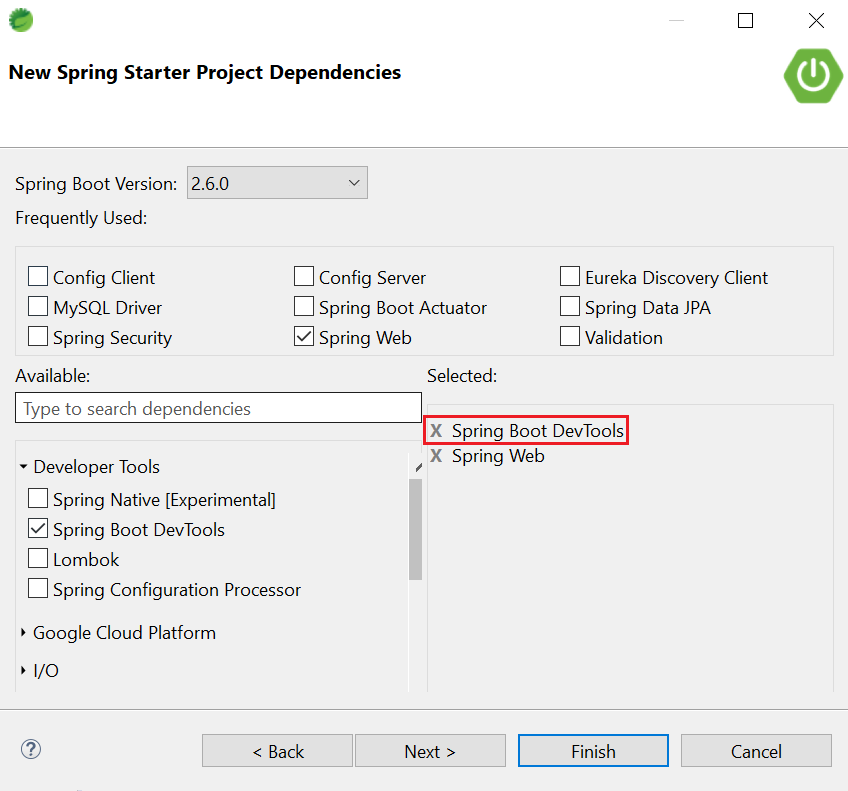 New Spring Starter Project Dependencies
Spring Boot Version: 2.6.0
Frequently Used:
Config Client Config Server Eureka Discovery Client
MySQL Driver Spring Boot Actuator Spring Data JPA
Spring Security Spring Web Validation
Available: Selected:
Type to search dependencies
X Spring Boot DevTools
X Spring Web
Developer Tools
Spring Native [Experimental]
Spring Boot DevTools
Lombok
Spring Configuration Processor
Google Cloud Platform
I/O
? < Back Next > Finish Cancel